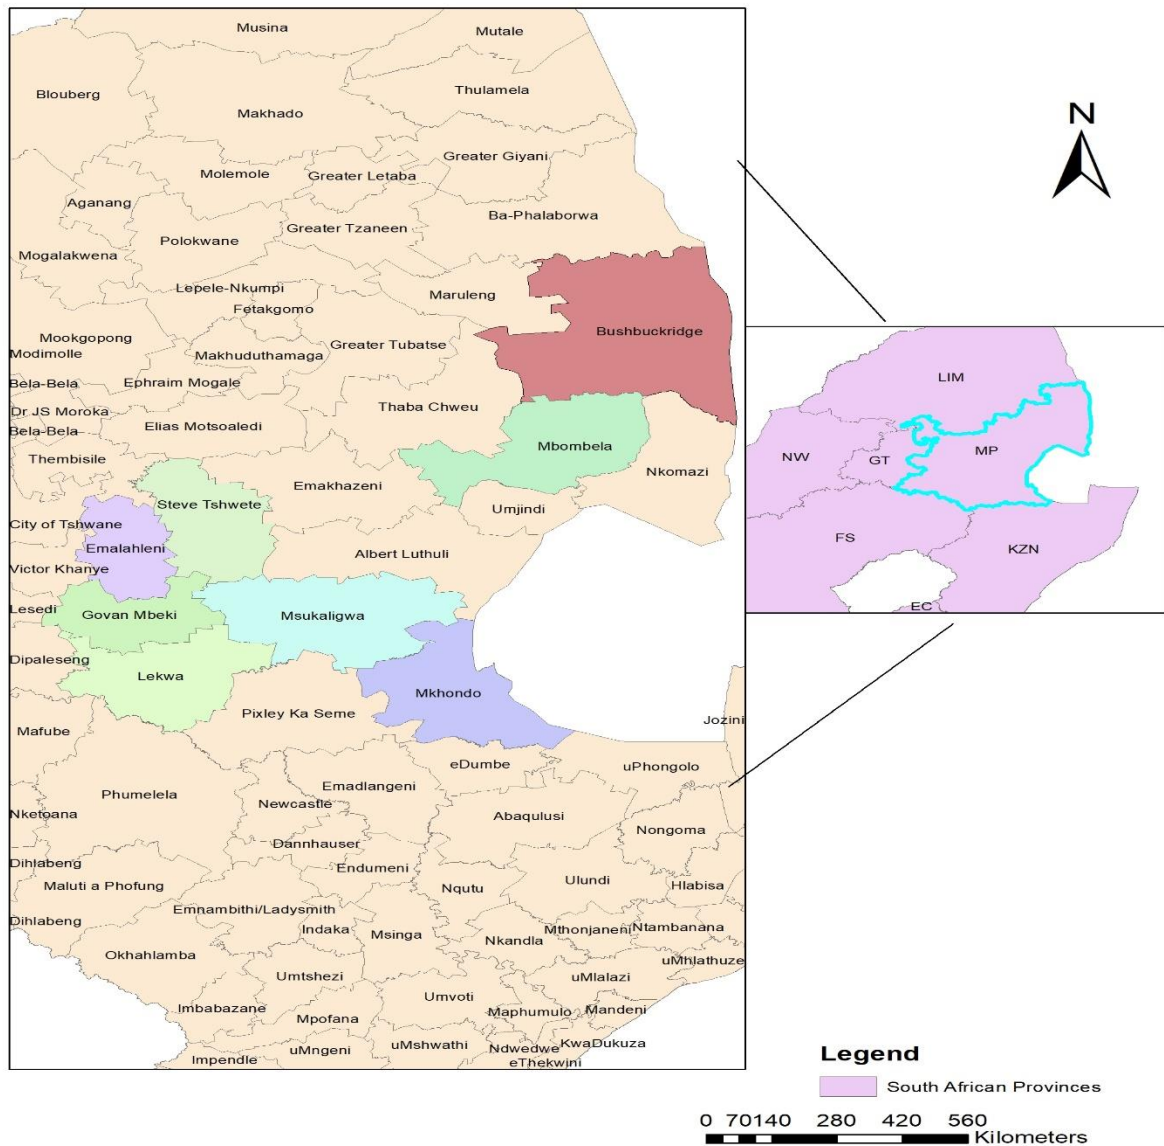 Musina
Mutale
Blouberg
Thulamela
Makhado
Greater Giyani
Molemole
Greater Letaba
Aganang
Ba-Phalaborwa
Greater Tzaneen
Polokwane
Mogalakwena
Lepele-Nkumpi
Maruleng
Fetakgomo
Bushbuckridge
Mookgopong
Greater Tubatse
Modimolle
Makhuduthamaga
Bela-Bela
Ephraim Mogale
Thaba Chweu
Dr JS Moroka
Elias Motsoaledi
Bela-Bela
Mbombela
Thembisile
Nkomazi
Emakhazeni
Steve Tshwete
Umjindi
City of Tshwane
Emalahleni
Albert Luthuli
Victor Khanye
Lesedi
Govan Mbeki
Msukaligwa
Dipaleseng
Lekwa
Mkhondo
Pixley Ka Seme
Jozini
Mafube
eDumbe
uPhongolo
Emadlangeni
Phumelela
Newcastle
Nketoana
Abaqulusi
Nongoma
Dannhauser
Dihlabeng
Endumeni
Ulundi
Maluti a Phofung
Nqutu
Hlabisa
Emnambithi/Ladysmith
Dihlabeng
Indaka
Msinga
Mthonjaneni
Ntambanana
Nkandla
Okhahlamba
uMhlathuze
Umtshezi
uMlalazi
Umvoti
Imbabazane
Maphumulo
Mandeni
Mpofana
uMshwathi
KwaDukuza
uMngeni
Ndwedwe
Impendle
eThekwini
N
LIM
NW
GT
MP
FS
KZN
EC
Legend
South African Provinces
0 70140 280 420 560
Kilometers